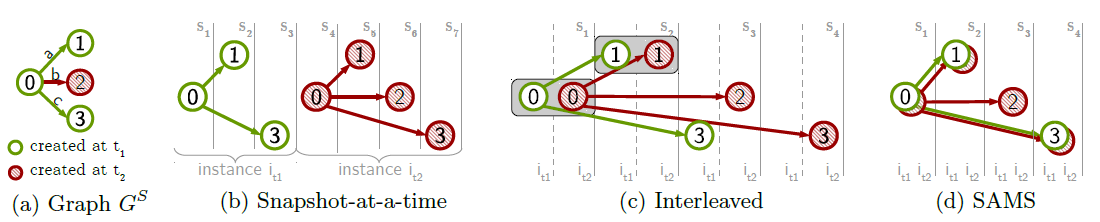 0 1 2 3 a b c
created at t1
created at t2
(a) Graph G^S
S1 S2 S3 S4 S5 S6 S7
0 1 3 0 1 2 3
instance i_t1 instance i_t2
(b) Snapshot-at-a-time
S1 S2 S3 S4
0 0 1 1 2 3 3
i_t1 i_t2 i_t1 i_t2 i_t1 i_t2 i_t1 i_t2
(c) Interleaved
S1 S2 S3 S4
0 1 2 3
i_t1 i_t2 i_t1 i_t2 i_t1 i_t2 i_t1 i_t2
(d) SAMS